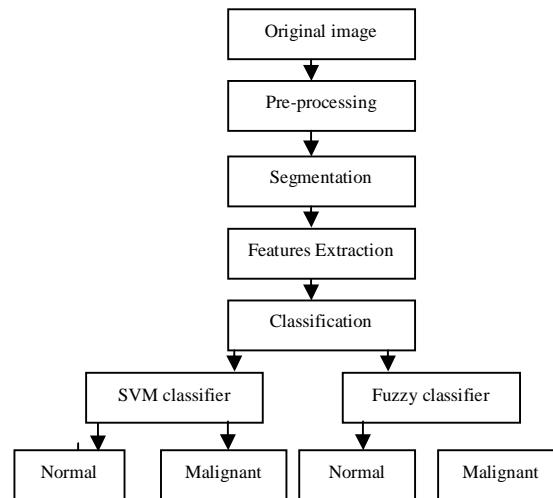 Original image
Pre-processing
Segmentation
Features Extraction
Classification
SVM classifier
Fuzzy classifier
Normal
Malignant
Normal
Malignant